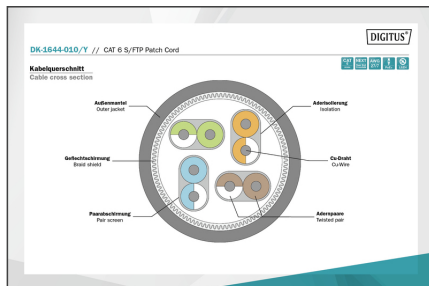 DIGITUS®
DK-1644-010/Y // CAT 6 S/FTP Patch Cord
Kabelquerschnitt
Cable cross section
Außenmantel
Outer jacket
Aderisolierung
Isolation
Geflechtschirmung
Braid shield
Cu-Draht
Cu Wire
Paarabschirmung
Pair screen
Adernpaare
Twisted pair